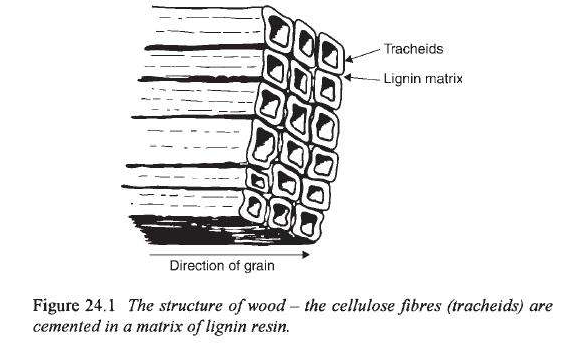 Tracheids
Lignin matrix
Direction of grain
Figure 24.1 The structure of wood – the cellulose fibres (tracheids) are
cemented in a matrix of lignin resin.